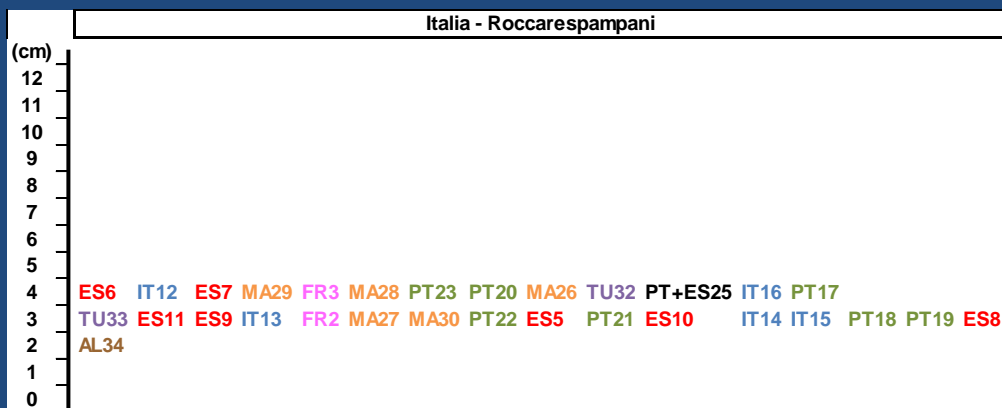 Italia - Roccarespampani
(cm)
12
11
10
9
8
7
6
5
4 ES6 IT12 ES7 MA29 FR3 MA28 PT23 PT20 MA26 TU32 PT+ES25 IT16 PT17
3 TU33 ES11 ES9 IT13 FR2 MA27 MA30 PT22 ES5 PT21 ES10 IT14 IT15 PT18 PT19 ES8
2 AL34
1
0